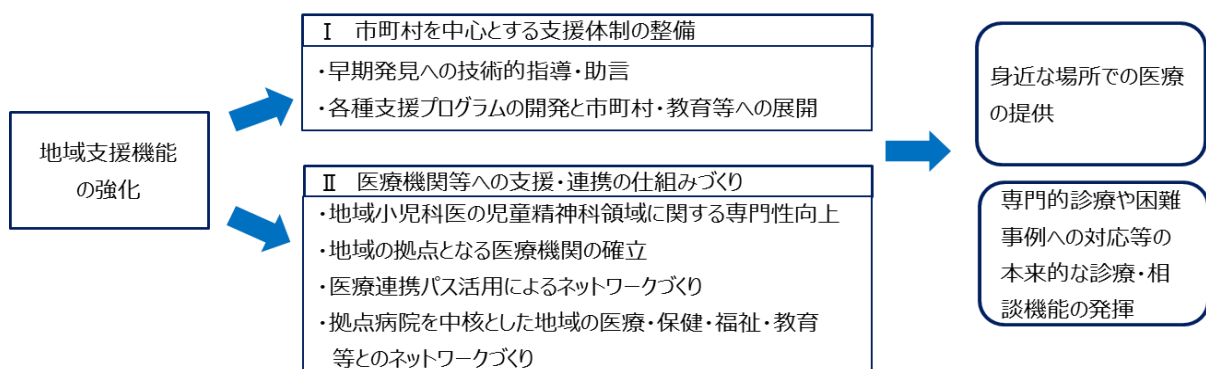 地域支援機能
の強化
Ⅰ　市町村を中心とする支援体制の整備
・早期発見への技術的指導・助言
・各種支援プログラムの開発と市町村・教育等への展開
Ⅱ　医療機関等への支援・連携の仕組みづくり
・地域小児科医の児童精神科領域に関する専門性向上
・地域の拠点となる医療機関の確立
・医療連携パス活用によるネットワークづくり
・拠点病院を中核とした地域の医療・保健・福祉・教育
等とのネットワークづくり
身近な場所での医療
の提供
専門的診療や困難
事例への対応等の
本来的な診療・相
談機能の発揮